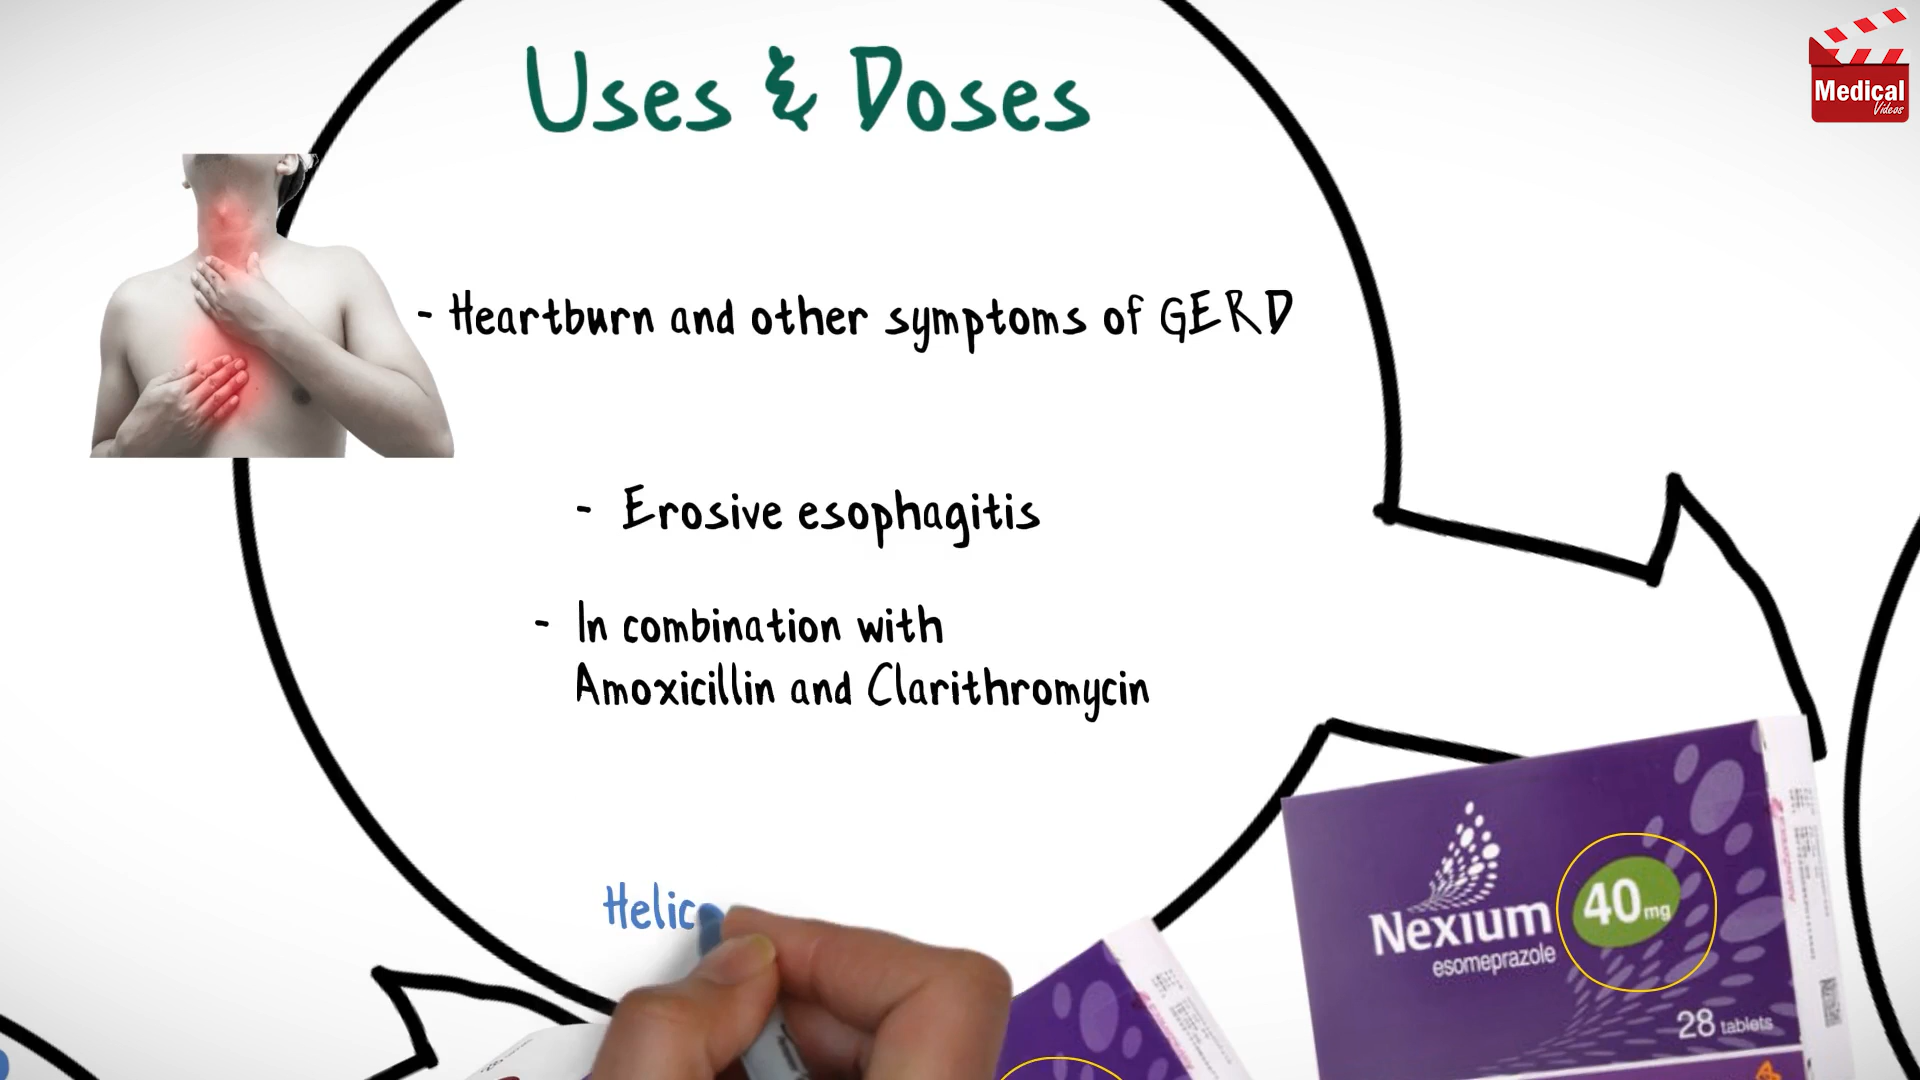 Uses & Doses
Medical
Videos
- Heartburn and other symptoms of GERD
- Erosive esophagitis
- In combination with
Amoxicillin and Clarithromycin
Helico
Nexium 40mg
esomeprazole
28 tablets